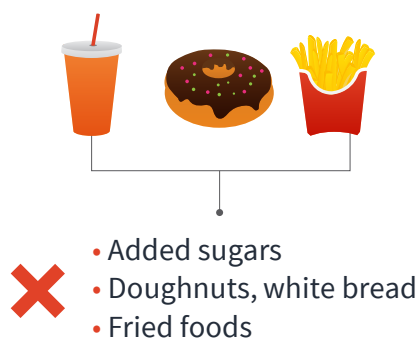 • Added sugars
• Doughnuts, white bread
• Fried foods